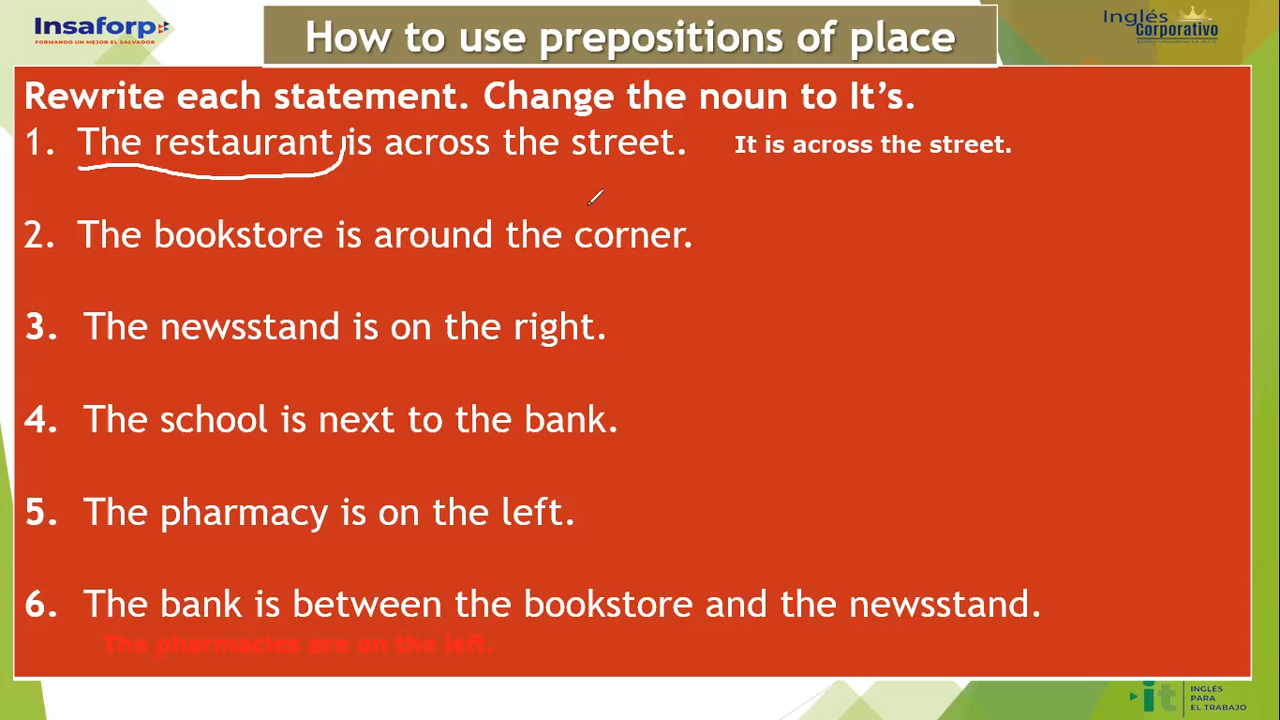 Insaforp
FORMANDO UN MEJOR EL SALVADOR
How to use prepositions of place
Inglés
Corporativo
Rewrite each statement. Change the noun to It’s.
1. The restaurant is across the street. It is across the street.
2. The bookstore is around the corner.
3. The newsstand is on the right.
4. The school is next to the bank.
5. The pharmacy is on the left.
6. The bank is between the bookstore and the newsstand.
The pharmacies are on the left.
it
INGLÉS
PARA
EL TRABAJO